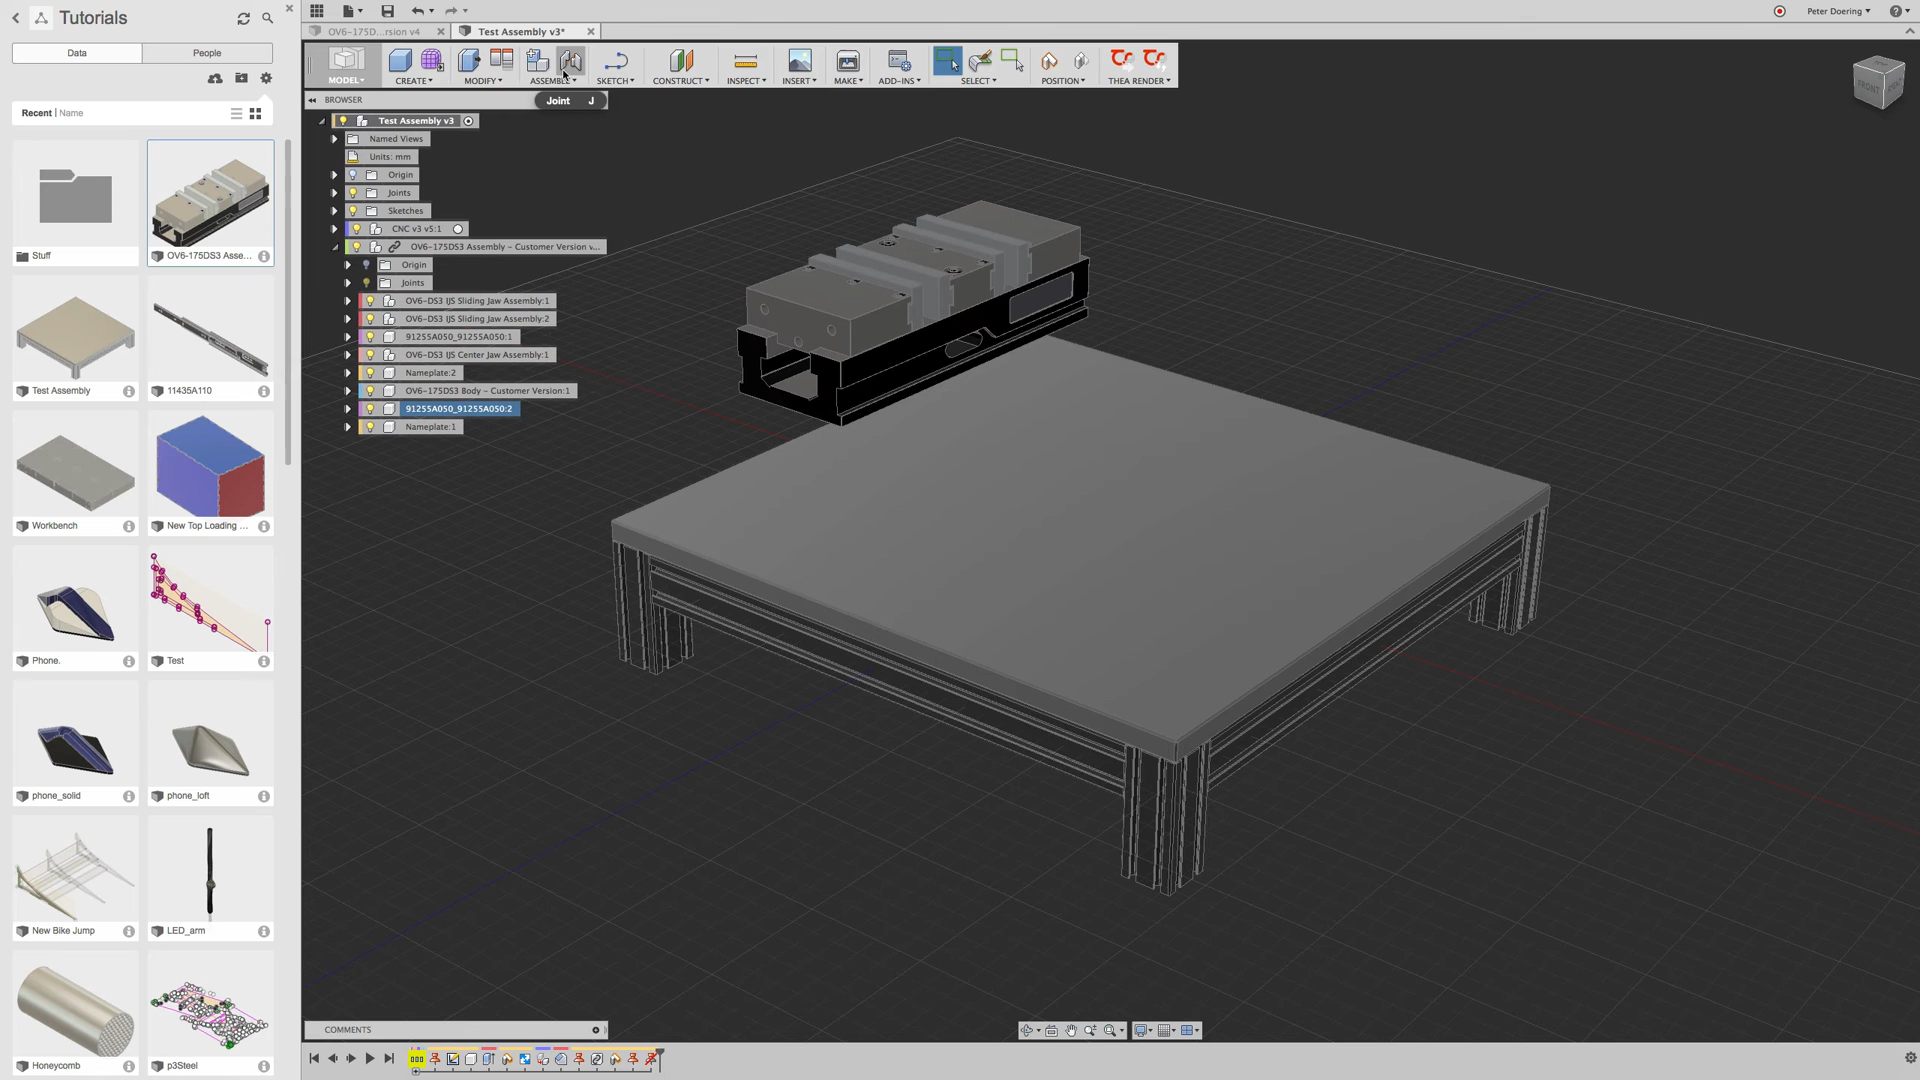 Tutorials
Data
People
Recent | Name
Stuff
OV6-175DS3 Asse...
Test Assembly
11435A110
Workbench
New Top Loading ...
Phone.
Test
phone_solid
phone_loft
New Bike Jump
LED_arm
Honeycomb
p3Steel
Peter Doering
OV6-175D...rsion v4
Test Assembly v3*
MODEL
CREATE
MODIFY
ASSEMBLE
SKETCH
CONSTRUCT
INSPECT
INSERT
MAKE
ADD-INS
SELECT
POSITION
THEA RENDER
Joint J
BROWSER
Test Assembly v3
Named Views
Units: mm
Origin
Joints
Sketches
CNC v3 v5:1
OV6-175DS3 Assembly - Customer Version v...
Origin
Joints
OV6-DS3 IJS Sliding Jaw Assembly:1
OV6-DS3 IJS Sliding Jaw Assembly:2
91255A050_91255A050:1
OV6-DS3 IJS Center Jaw Assembly:1
Nameplate:2
OV6-175DS3 Body - Customer Version:1
91255A050_91255A050:2
Nameplate:1
FRONT
COMMENTS